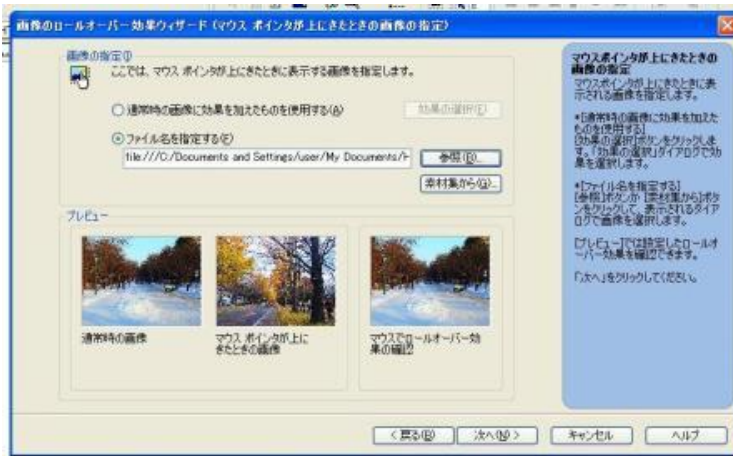 画像のロールオーバー効果ウィザード (マウス ポインタが上にきたときの画像の指定)
画像の指定(I)
ここでは、マウス ポインタが上にきたときに表示する画像を指定します。
通常時の画像に効果を加えたものを使用する(A)
効果の選択(E)
ファイル名を指定する(F)
file:///C:/Documents and Settings/user/My Documents/H
参照(B)...
素材集から(G)...
プレビュー
通常時の画像
マウス ポインタが上に
きたときの画像
マウスでロールオーバー効
果の確認
マウスポインタが上にきたときの
画像の指定
マウスポインタが上にきたときに表
示される画像を指定します。
*[通常時の画像に効果を加えた
ものを使用する]
[効果の選択]ボタンをクリックしま
す。「効果の選択」ダイアログで効
果を選択します。
*[ファイル名を指定する]
[参照]ボタンか [素材集から]ボタ
ンをクリックして、表示されるダイア
ログで画像を選択します。
[プレビュー]では設定したロールオ
ーバー効果を確認できます。
「次へ」をクリックしてください。
< 戻る(B)
次へ(N) >
キャンセル
ヘルプ